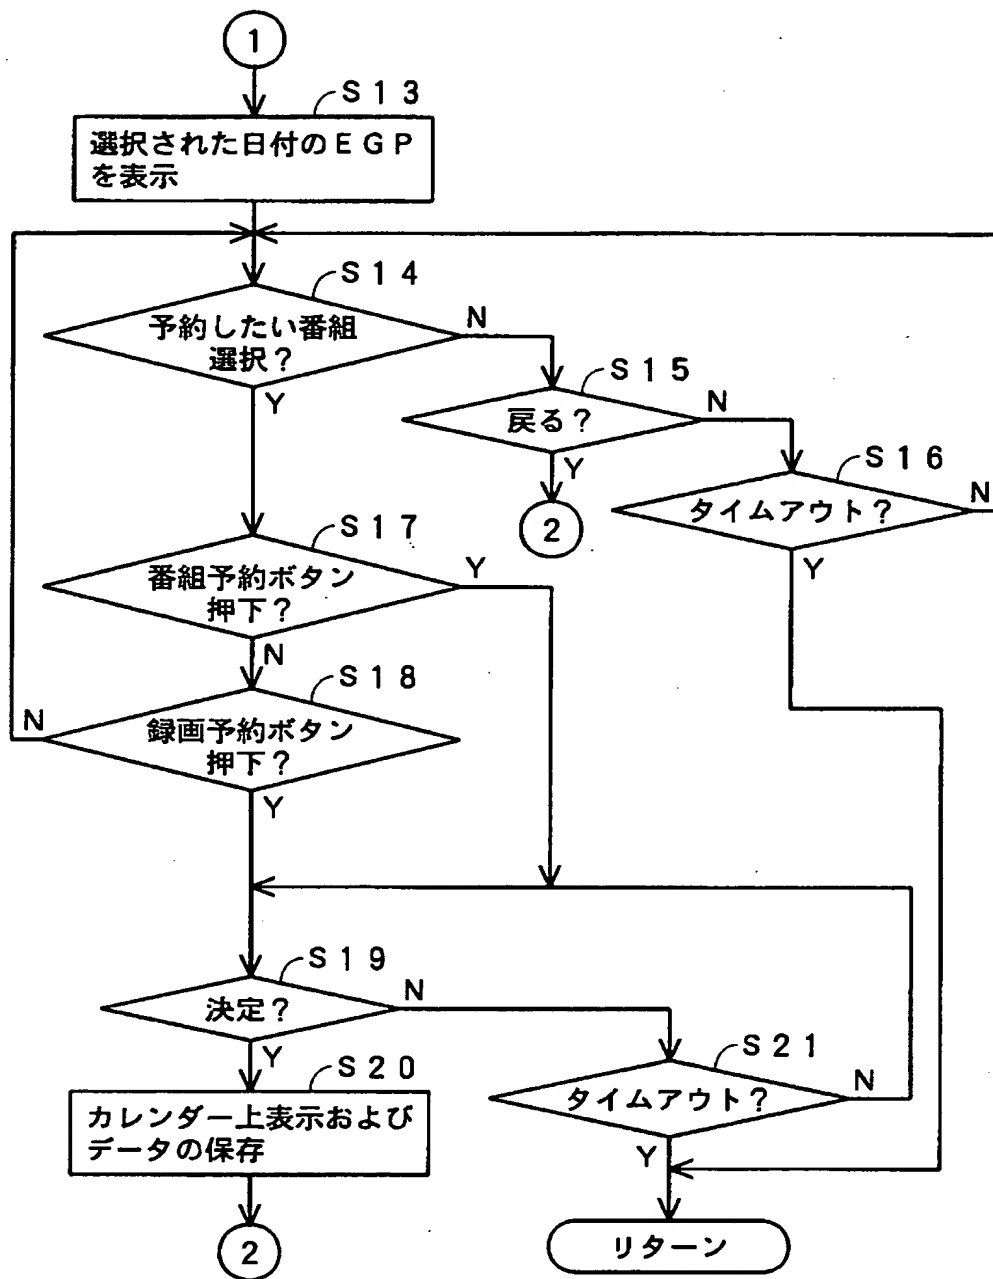 1
S13
選択された日付のEGP
を表示
S14
予約したい番組
選択？
N
Y
S15
戻る？
N
Y
2
S16
タイムアウト？
N
Y
S17
番組予約ボタン
押下？
Y
N
S18
録画予約ボタン
押下？
N
Y
S19
決定？
N
Y
S20
カレンダー上表示および
データの保存
2
S21
タイムアウト？
N
Y
リターン